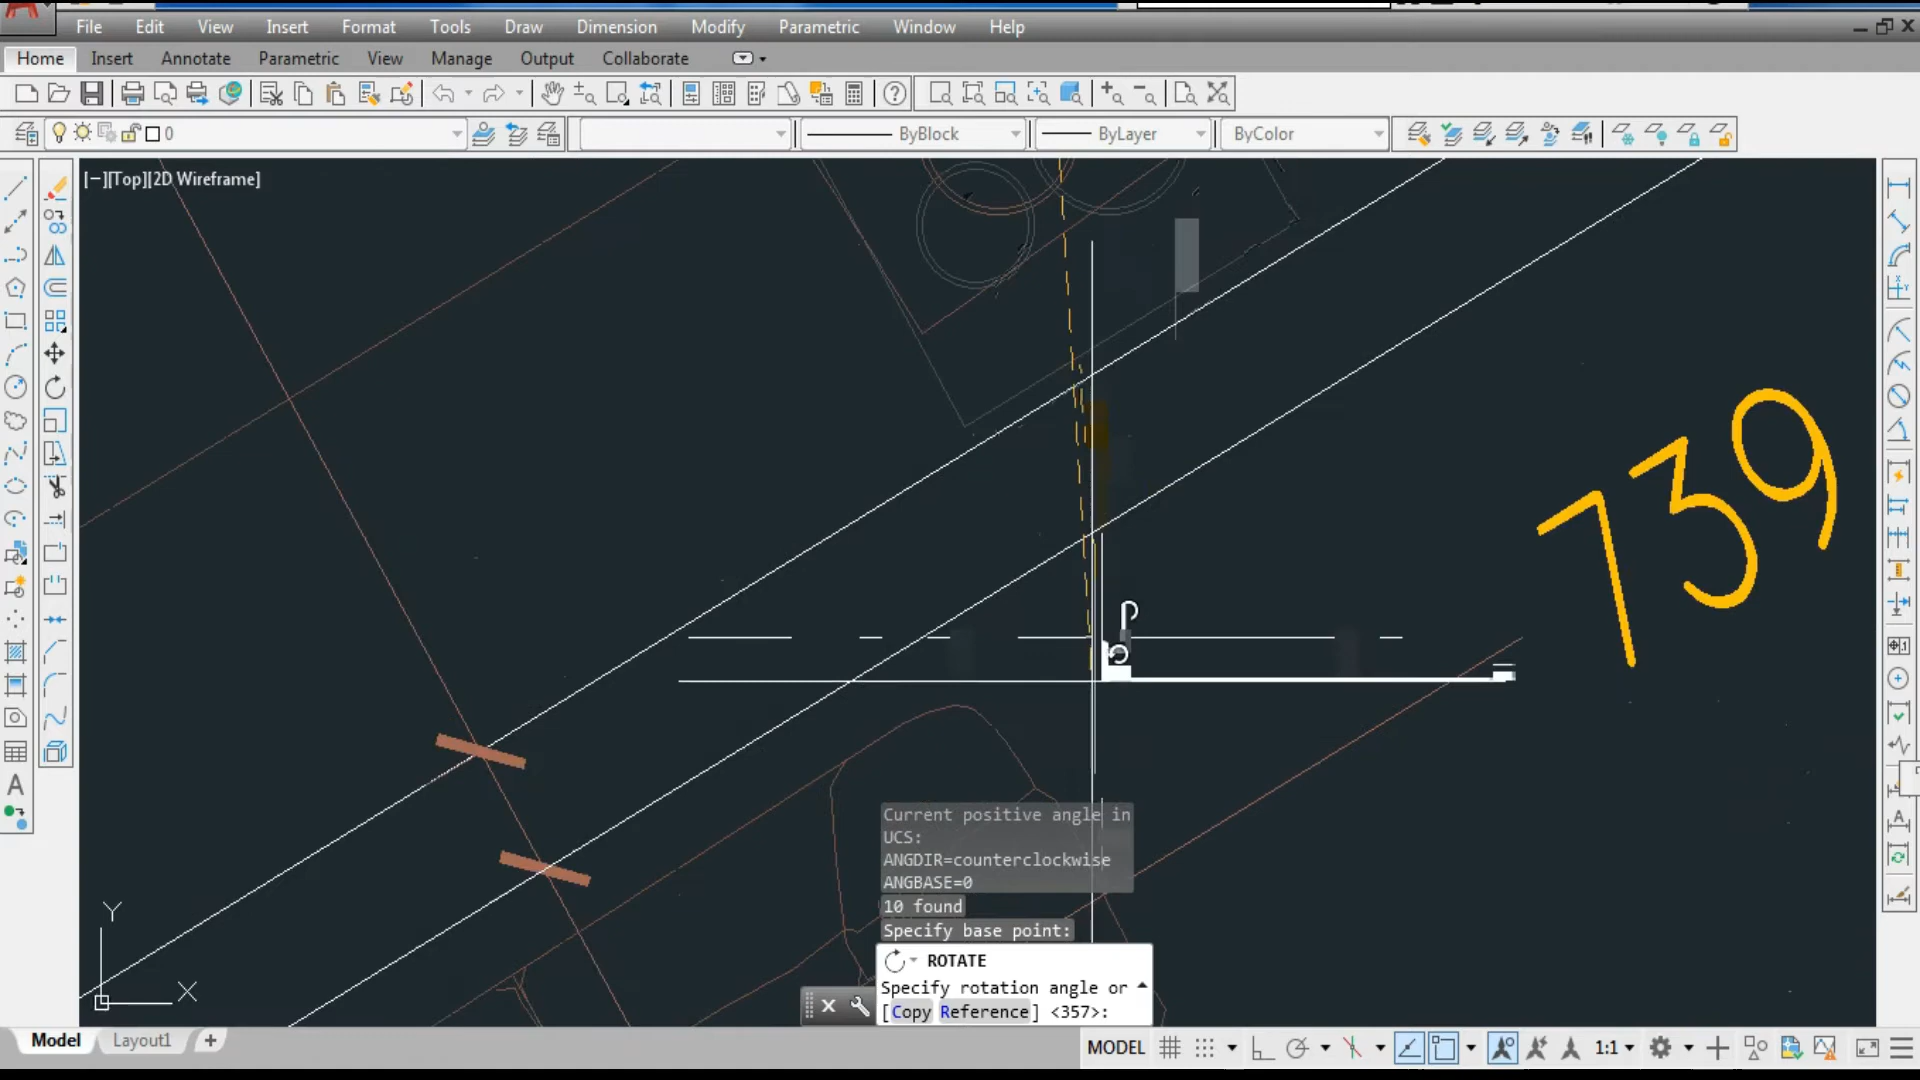 File Edit View Insert Format Tools Draw Dimension Modify Parametric Window Help
Home Insert Annotate Parametric View Manage Output Collaborate
0 ByBlock ByLayer ByColor
[−][Top][2D Wireframe]
739
P
Current positive angle in
UCS:
ANGDIR=counterclockwise
ANGBASE=0
10 found
Specify base point:
ROTATE
Specify rotation angle or
[Copy Reference] <357>:
Y
X
Model Layout1 +
MODEL 1:1